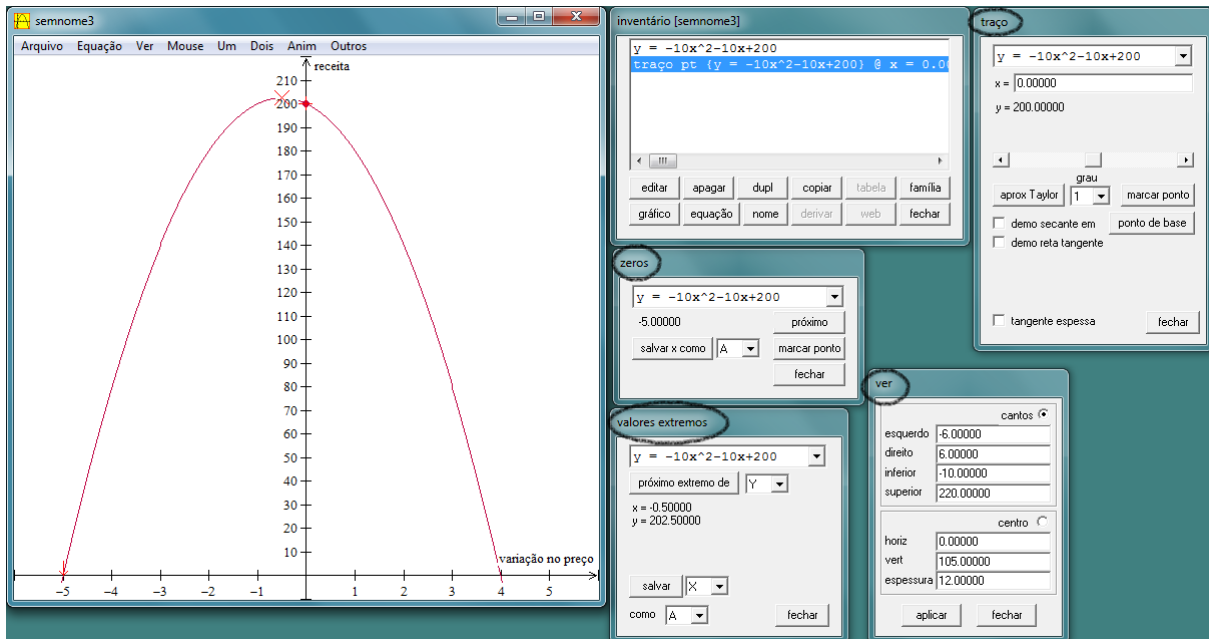 semnome3
Arquivo Equação Ver Mouse Um Dois Anim Outros
receita
210
200
190
180
170
160
150
140
130
120
110
100
90
80
70
60
50
40
30
20
10
variação no preço
-5 -4 -3 -2 -1 1 2 3 4 5
inventário [semnome3]
y = -10x^2-10x+200
traço pt {y = -10x^2-10x+200} @ x = 0.00
editar apagar dupl copiar tabela família
gráfico equação nome derivar web fechar
zeros
y = -10x^2-10x+200
-5.00000 próximo
salvar x como A marcar ponto
fechar
valores extremos
y = -10x^2-10x+200
próximo extremo de Y
x = -0.50000
y = 202.50000
salvar X
como A fechar
traço
y = -10x^2-10x+200
x = 0.00000
y = 200.00000
grau
aprox Taylor 1 marcar ponto
demo secante em ponto de base
demo reta tangente
tangente espessa fechar
ver
cantos
esquerdo -6.00000
direito 6.00000
inferior -10.00000
superior 220.00000
centro
horiz 0.00000
vert 105.00000
espessura 12.00000
aplicar fechar